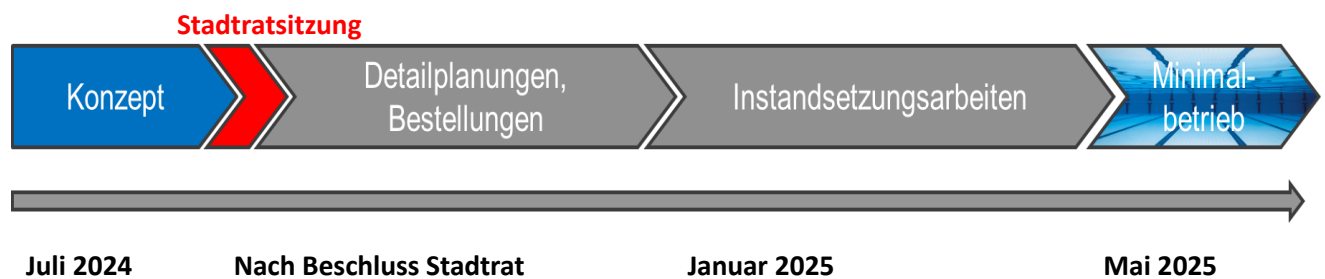 Stadtratsitzung
Konzept
Detailplanungen,
Bestellungen
Instandsetzungsarbeiten
Minimal-
betrieb
Juli 2024
Nach Beschluss Stadtrat
Januar 2025
Mai 2025